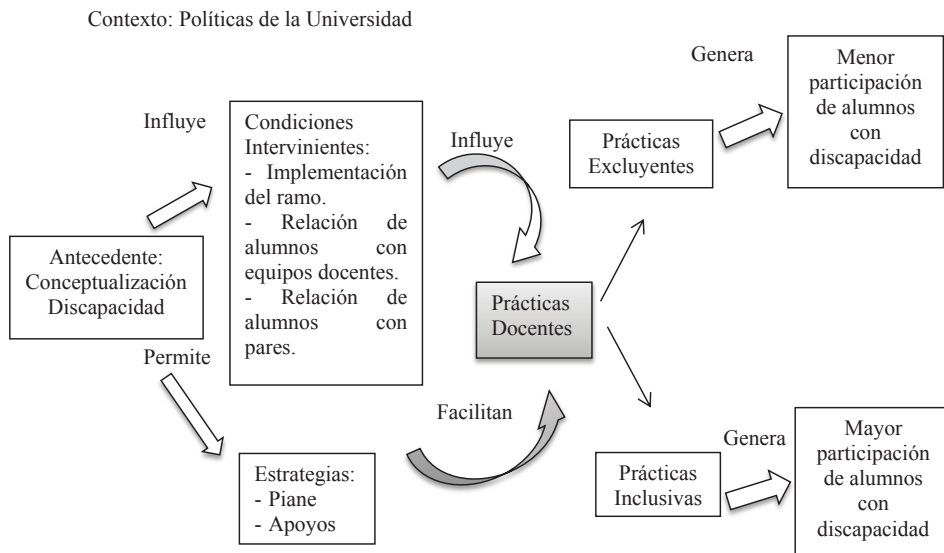 Contexto: Políticas de la Universidad
Influye
Antecedente:
Conceptualización
Discapacidad
Permite
Condiciones
Intervinientes:
- Implementación
del ramo.
- Relación de
alumnos con
equipos docentes.
- Relación de
alumnos con
pares.
Estrategias:
- Piane
- Apoyos
Influye
Prácticas
Docentes
Facilitan
Prácticas
Excluyentes
Genera
Menor
participación
de alumnos
con
discapacidad
Prácticas
Inclusivas
Genera
Mayor
participación
de alumnos
con
discapacidad